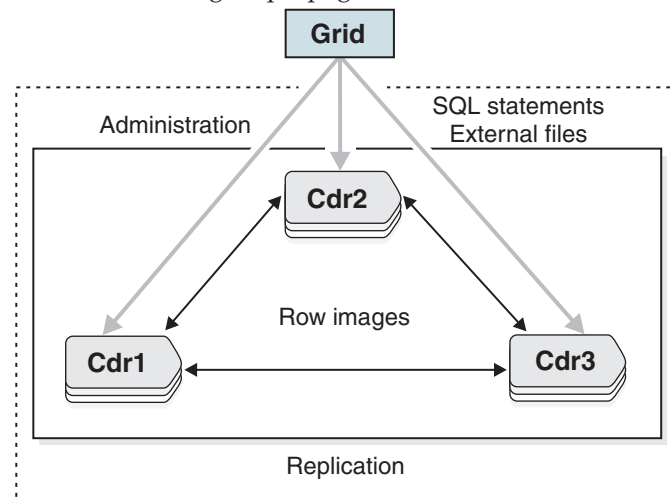 Grid
Administration
SQL statements
External files
Cdr2
Row images
Cdr1
Cdr3
Replication